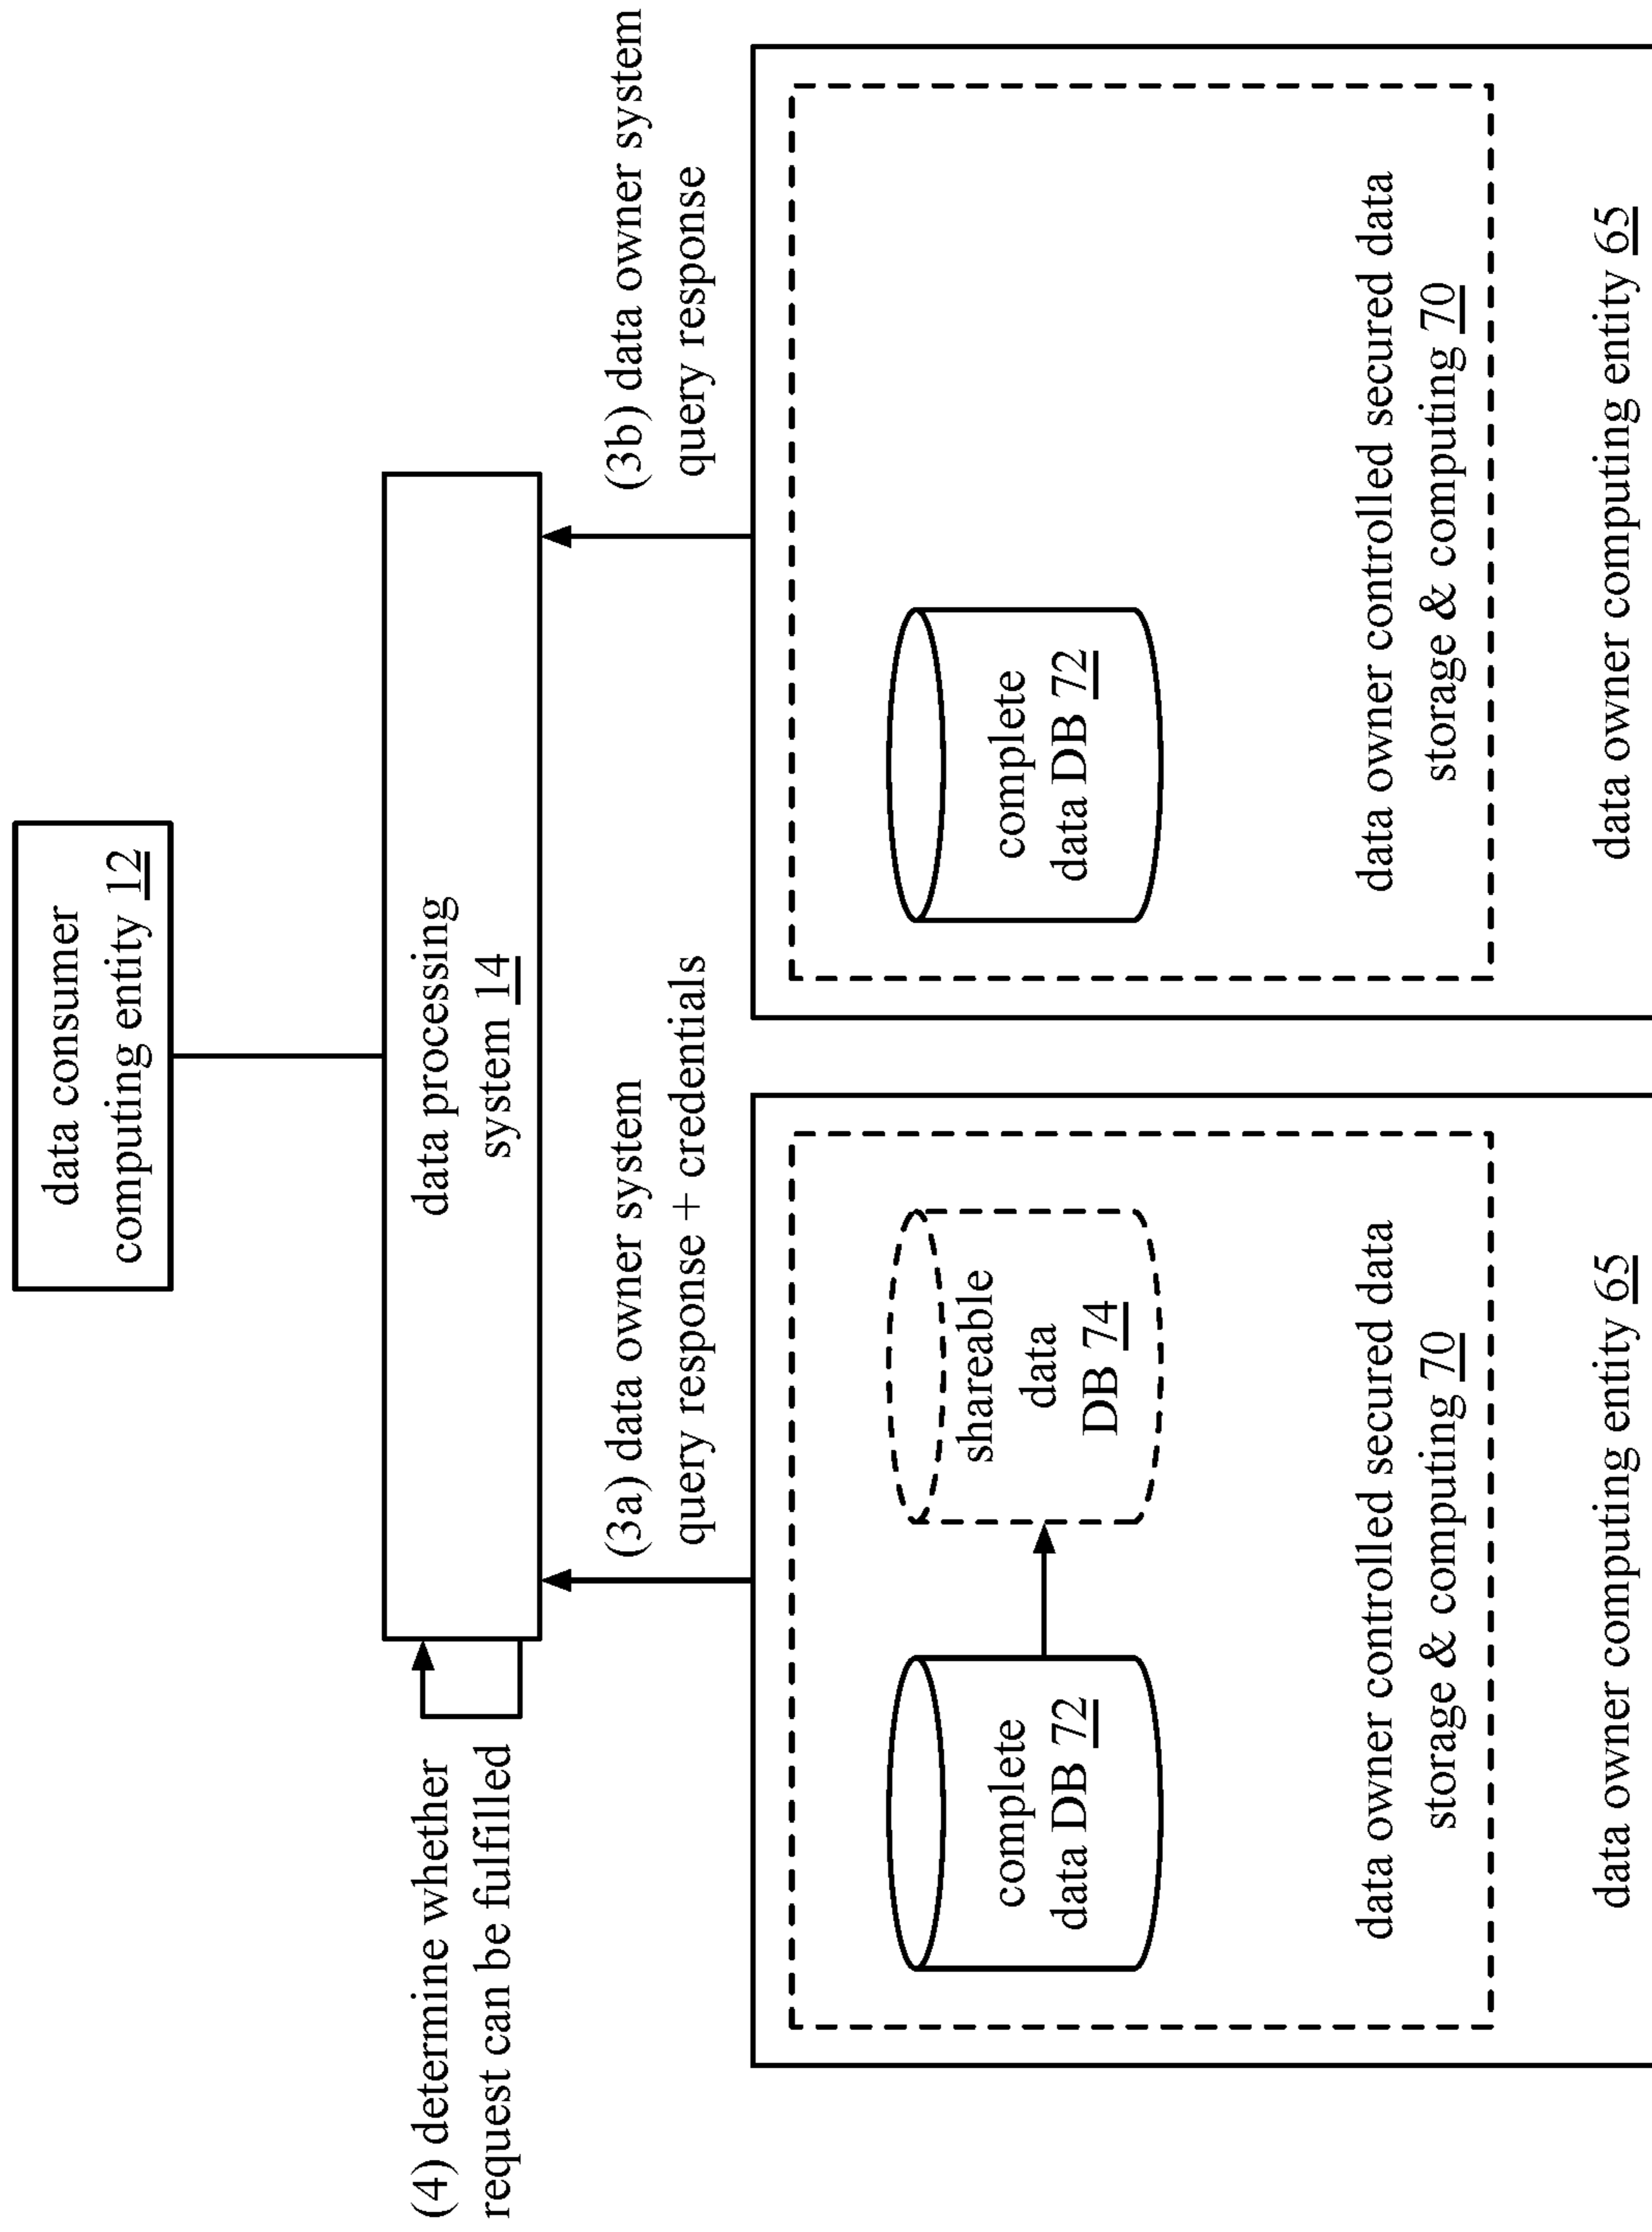 data consumer
computing entity 12
data processing
system 14
(4) determine whether
request can be fulfilled
(3a) data owner system
query response + credentials
(3b) data owner system
query response
complete
data DB 72
shareable
data
DB 74
data owner controlled secured data
storage & computing 70
data owner computing entity 65
complete
data DB 72
data owner controlled secured data
storage & computing 70
data owner computing entity 65